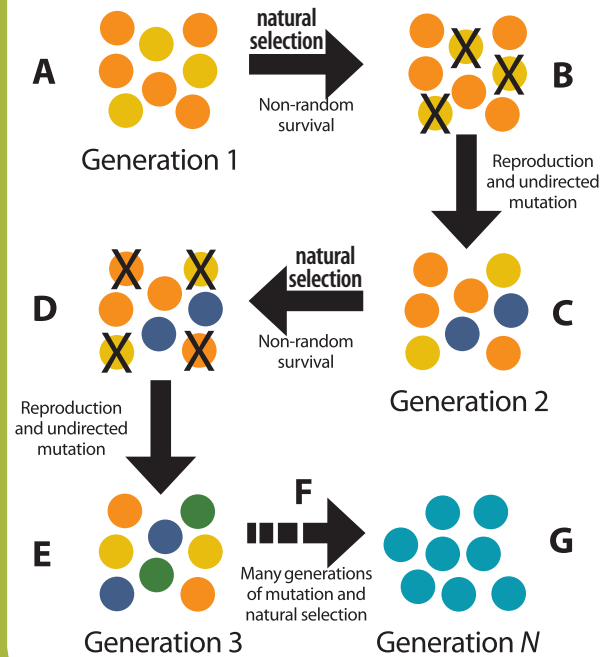 natural
selection
A
B
Non-random
survival
Generation 1
Reproduction
and undirected
mutation
natural
selection
D
C
Non-random
survival
Generation 2
Reproduction
and undirected
mutation
F
E
G
Many generations
of mutation and
natural selection
Generation 3
Generation N